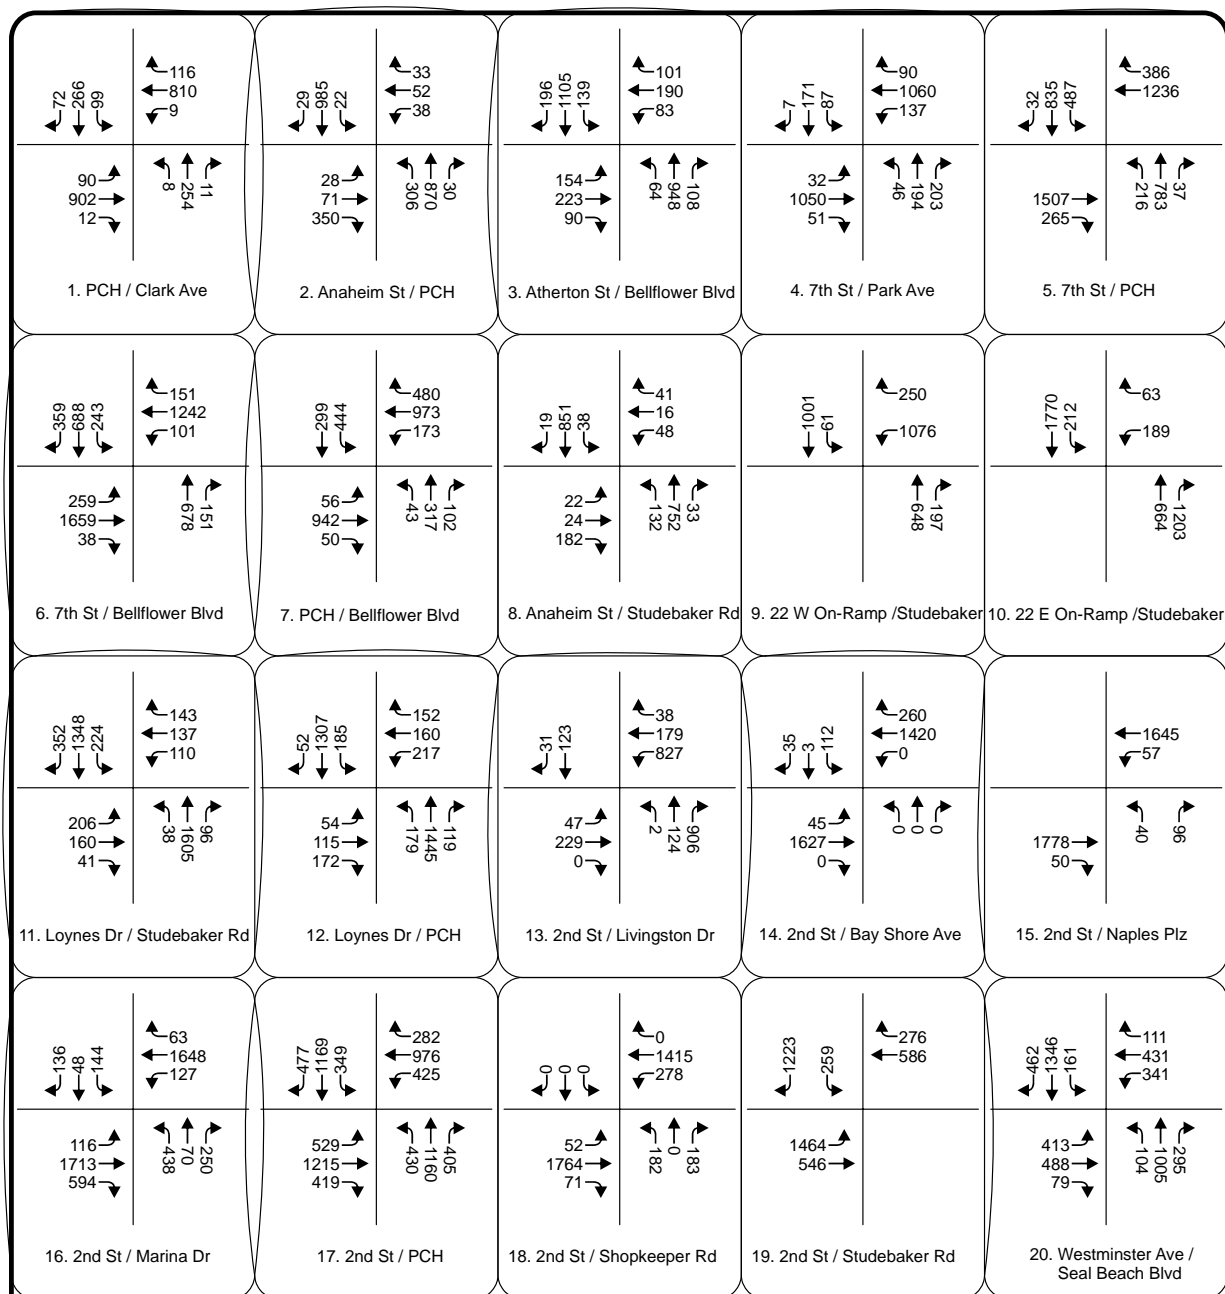 72 266 99
116
810
9
90
902
12
8 254 11
1. PCH / Clark Ave
29 985 22
33
52
38
28
71
350
306 870 30
2. Anaheim St / PCH
196 1105 139
101
190
83
154
223
90
64 948 108
3. Atherton St / Bellflower Blvd
7 171 87
90
1060
137
32
1050
51
46 194 203
4. 7th St / Park Ave
32 835 487
386
1236
1507
265
216 783 37
5. 7th St / PCH
359 688 243
151
1242
101
259
1659
38
678 151
6. 7th St / Bellflower Blvd
299 444
480
973
173
56
942
50
43 317 102
7. PCH / Bellflower Blvd
19 851 38
41
16
48
22
24
182
132 752 33
8. Anaheim St / Studebaker Rd
1001 61
250
1076
648 197
9. 22 W On-Ramp /Studebaker
1770 212
63
189
664 1203
10. 22 E On-Ramp /Studebaker
352 1348 224
143
137
110
206
160
41
38 1605 96
11. Loynes Dr / Studebaker Rd
52 1307 185
152
160
217
54
115
172
179 1445 119
12. Loynes Dr / PCH
31 123
38
179
827
47
229
0
2 124 906
13. 2nd St / Livingston Dr
35 3 112
260
1420
0
45
1627
0
0 0 0
14. 2nd St / Bay Shore Ave
1645
57
1778
50
40 96
15. 2nd St / Naples Plz
136 48 144
63
1648
127
116
1713
594
438 70 250
16. 2nd St / Marina Dr
477 1169 349
282
976
425
529
1215
419
430 1160 405
17. 2nd St / PCH
0 0 0
0
1415
278
52
1764
71
182 0 183
18. 2nd St / Shopkeeper Rd
1223 259
276
586
1464
546
19. 2nd St / Studebaker Rd
462 1346 161
111
431
341
413
488
79
104 1005 295
20. Westminster Ave /
Seal Beach Blvd